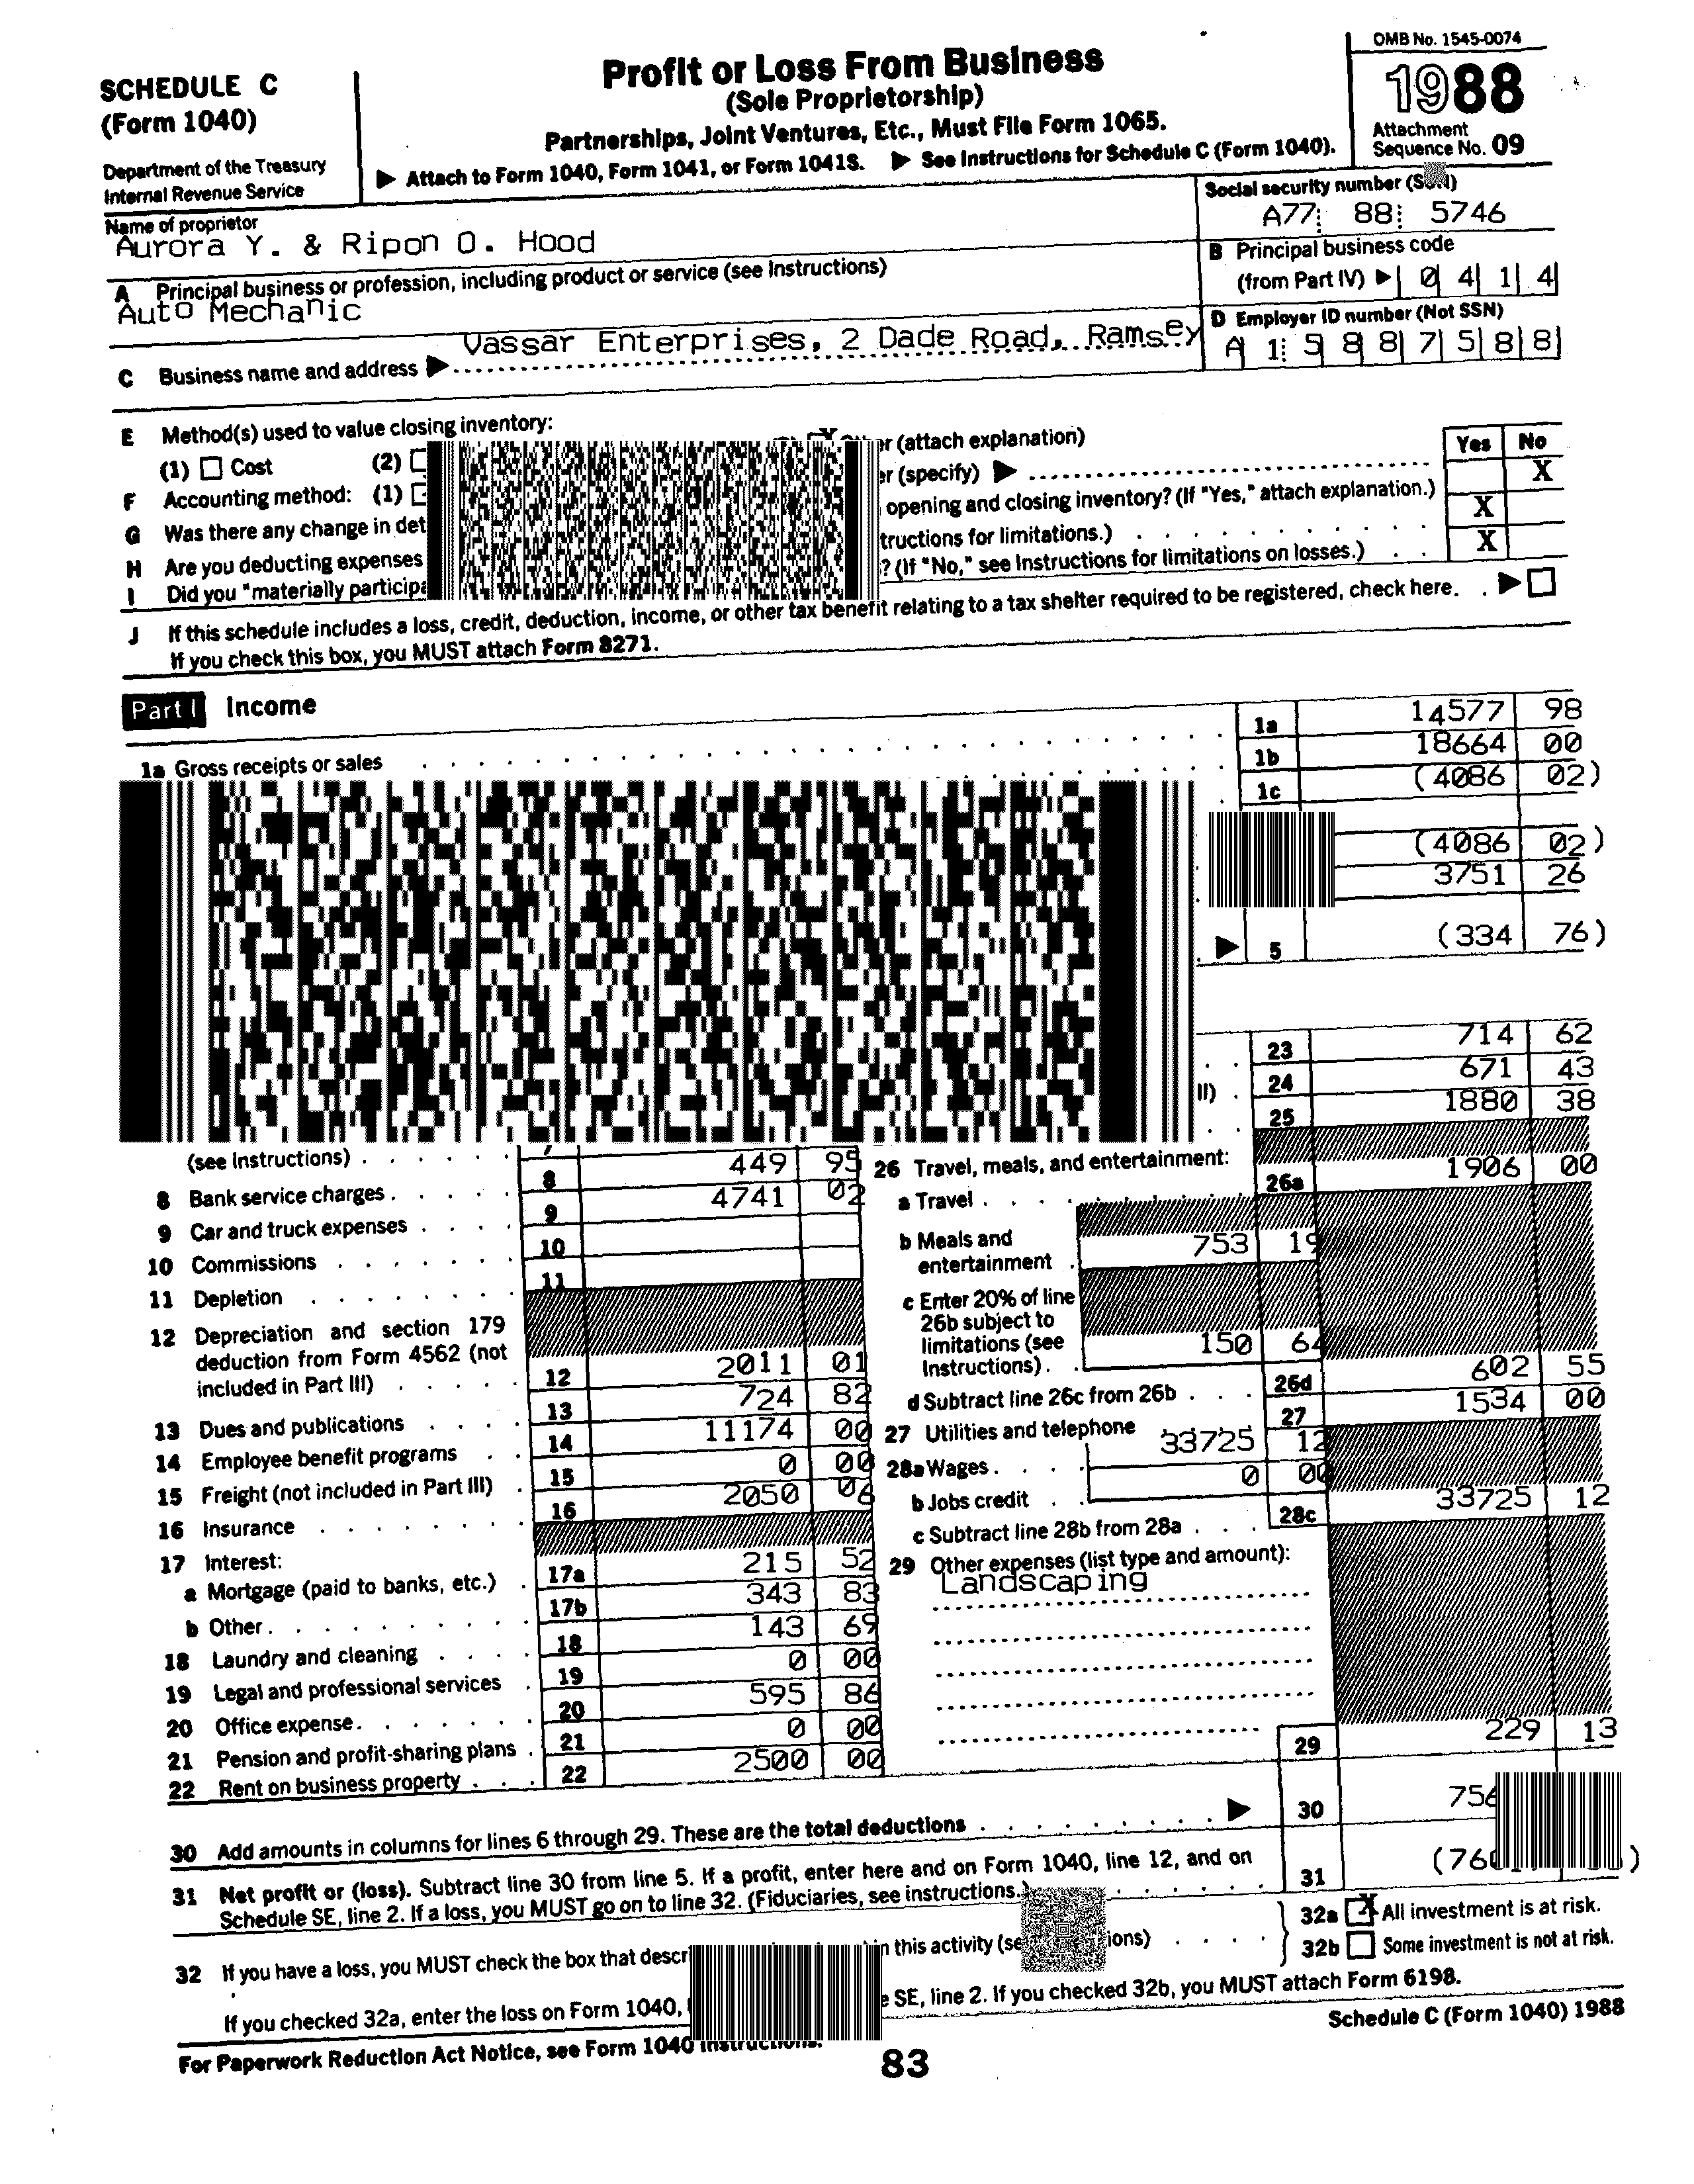 SCHEDULE C
(Form 1040)
Department of the Treasury
Internal Revenue Service
Profit or Loss From Business
(Sole Proprietorship)
Partnerships, Joint Ventures, Etc., Must File Form 1065.
▶ Attach to Form 1040, Form 1041, or Form 1041S. ▶ See Instructions for Schedule C (Form 1040).
OMB No. 1545-0074
1988
Attachment
Sequence No. 09
Name of proprietor
Aurora Y. & Ripon O. Hood
Social security number
A77 88 5746
A Principal business or profession, including product or service (see Instructions)
Auto Mechanic
B Principal business code
(from Part IV) ▶ 0 4 1 4
C Business name and address ▶ Vassar Enterprises, 2 Dade Road, Ramsey
D Employer ID number (Not SSN)
A 1 5 8 8 7 5 8 8
E Method(s) used to value closing inventory:
(1) Cost (2) (attach explanation)
F Accounting method: (1) (specify) ▶
Yes No
G Was there any change in opening and closing inventory? (If "Yes," attach explanation.) X
H Are you deducting expenses for limitations.) X
I Did you "materially (If "No," see Instructions for limitations on losses.) X
J If this schedule includes a loss, credit, deduction, income, or other tax benefit relating to a tax shelter required to be registered, check here. ▶
If you check this box, you MUST attach Form 8271.
Part I Income
1a Gross receipts or sales 1a 14577 98
1b 18664 00
1c (4086 02)
(4086 02)
3751 26
▶ 5 (334 76)
23 714 62
24 671 43
25 1880 38
(see Instructions)
8 Bank service charges 8 449 95
9 Car and truck expenses 9 4741 02
10 Commissions 10
11 Depletion 11
12 Depreciation and section 179
deduction from Form 4562 (not
included in Part III) 12 2011 01
13 Dues and publications 13 724 82
14 Employee benefit programs 14 11174 00
15 Freight (not included in Part III) 15 0 00
16 Insurance 16 2050 06
17 Interest:
a Mortgage (paid to banks, etc.) 17a 215 52
b Other 17b 343 83
18 Laundry and cleaning 18 143 69
19 Legal and professional services 19 0 00
20 Office expense 20 595 86
21 Pension and profit-sharing plans 21 0 00
22 Rent on business property 22 2500 00
26 Travel, meals, and entertainment:
a Travel 26a 1906 00
b Meals and
entertainment 753 19
c Enter 20% of line
26b subject to
limitations (see
Instructions) 150 64
d Subtract line 26c from 26b 26d 602 55
27 Utilities and telephone 27 1534 00
28a Wages 33725 12
b Jobs credit 0 00
c Subtract line 28b from 28a 28c 33725 12
29 Other expenses (list type and amount):
Landscaping
29 229 13
30 Add amounts in columns for lines 6 through 29. These are the total deductions ▶ 30
31 Net profit or (loss). Subtract line 30 from line 5. If a profit, enter here and on Form 1040, line 12, and on
Schedule SE, line 2. If a loss, you MUST go on to line 32. (Fiduciaries, see instructions.) 31
32 If you have a loss, you MUST check the box that in this activity
32a X All investment is at risk.
32b Some investment is not at risk.
If you checked 32a, enter the loss on Form 1040, SE, line 2. If you checked 32b, you MUST attach Form 6198.
For Paperwork Reduction Act Notice, see Form 1040 Instructions.
83
Schedule C (Form 1040) 1988